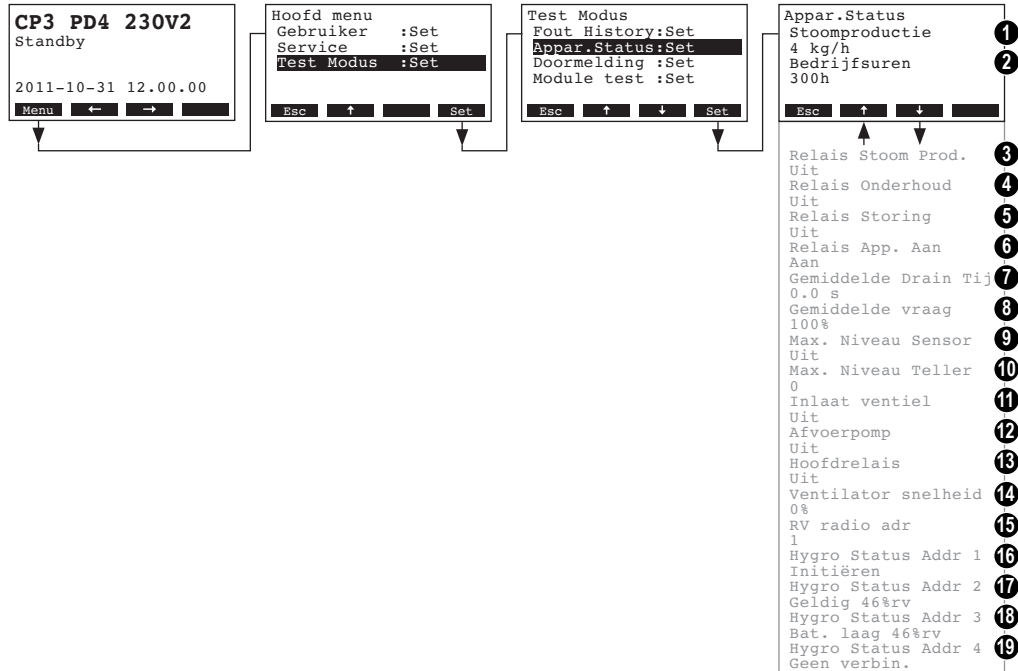 CP3 PD4 230V2
Standby
2011-10-31 12.00.00
Menu ← →
Hoofd menu
Gebruiker :Set
Service :Set
Test Modus :Set
Esc ↑ Set
Test Modus
Fout History:Set
Appar.Status:Set
Doormelding :Set
Module test :Set
Esc ↑ ↓ Set
Appar.Status
Stoomproductie 1
4 kg/h
Bedrijfsuren 2
300h
Esc ↑ ↓
Relais Stoom Prod. 3
Uit
Relais Onderhoud 4
Uit
Relais Storing 5
Uit
Relais App. Aan 6
Aan
Gemiddelde Drain Tij 7
0.0 s
Gemiddelde vraag 8
100%
Max. Niveau Sensor 9
Uit
Max. Niveau Teller 10
0
Inlaat ventiel 11
Uit
Afvoerpomp 12
Uit
Hoofdrelais 13
Uit
Ventilator snelheid 14
0%
RV radio adr 15
1
Hygro Status Addr 1 16
Initiëren
Hygro Status Addr 2 17
Geldig 46%rv
Hygro Status Addr 3 18
Bat. laag 46%rv
Hygro Status Addr 4 19
Geen verbin.